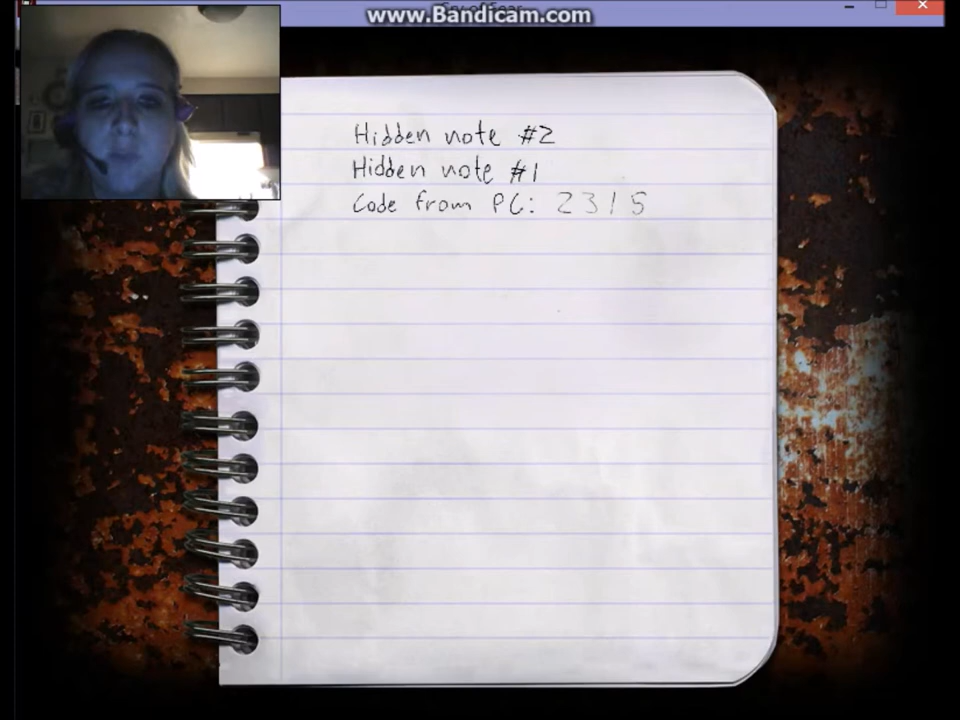 www.Bandicam.com
Hidden note #2
Hidden note #1
Code from PC: 2315